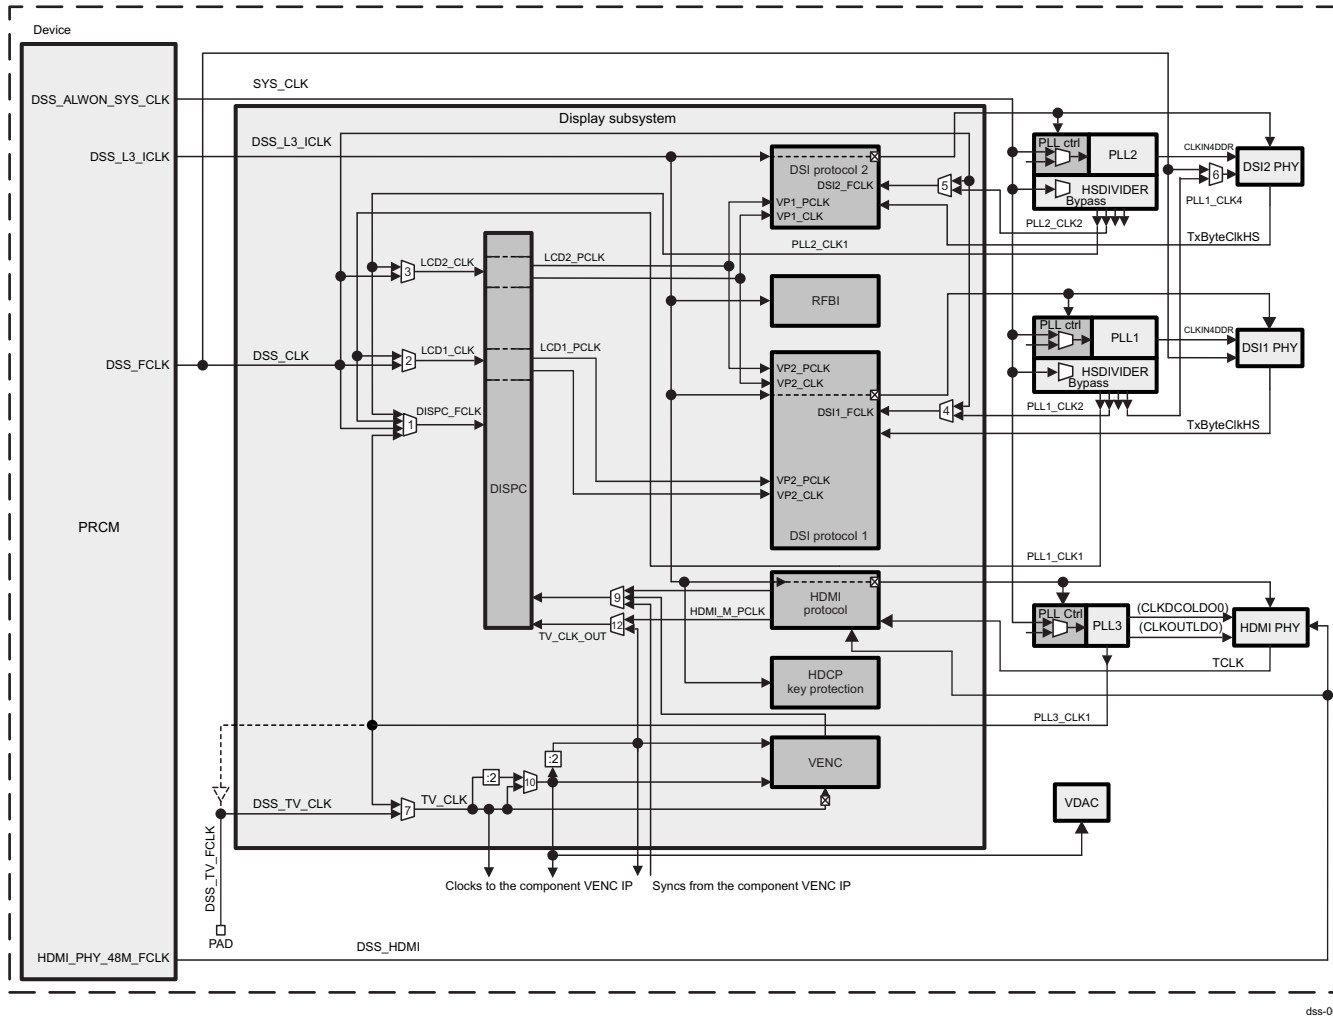 Device
SYS_CLK
DSS_ALWON_SYS_CLK
Display subsystem
DSS_L3_ICLK
DSS_L3_ICLK
PLL ctrl
PLL2
CLKIN4DDR
DSI2 PHY
DSI protocol 2
DSI2_FCLK
5
6
HSDIVIDER
Bypass
PLL1_CLK4
VP1_PCLK
VP1_CLK
PLL2_CLK2
TxByteClkHS
PLL2_CLK1
LCD2_PCLK
LCD2_CLK
3
RFBI
PLL ctrl
PLL1
CLKIN4DDR
DSI1 PHY
LCD1_PCLK
LCD1_CLK
2
DSS_CLK
DSS_FCLK
VP2_PCLK
VP2_CLK
HSDIVIDER
Bypass
PLL1_CLK2
DISPC_FCLK
1
DSI1_FCLK
4
TxByteClkHS
DISPC
VP2_PCLK
VP2_CLK
PRCM
DSI protocol 1
PLL1_CLK1
9
HDMI
protocol
HDMI_M_PCLK
12
TV_CLK_OUT
PLL Ctrl
PLL3
(CLKDCOLDO0)
(CLKOUTLDO)
HDMI PHY
TCLK
HDCP
key protection
PLL3_CLK1
:2
VENC
:2
10
TV_CLK
7
DSS_TV_CLK
VDAC
DSS_TV_FCLK
Clocks to the component VENC IP
Syncs from the component VENC IP
PAD
DSS_HDMI
HDMI_PHY_48M_FCLK
dss-0